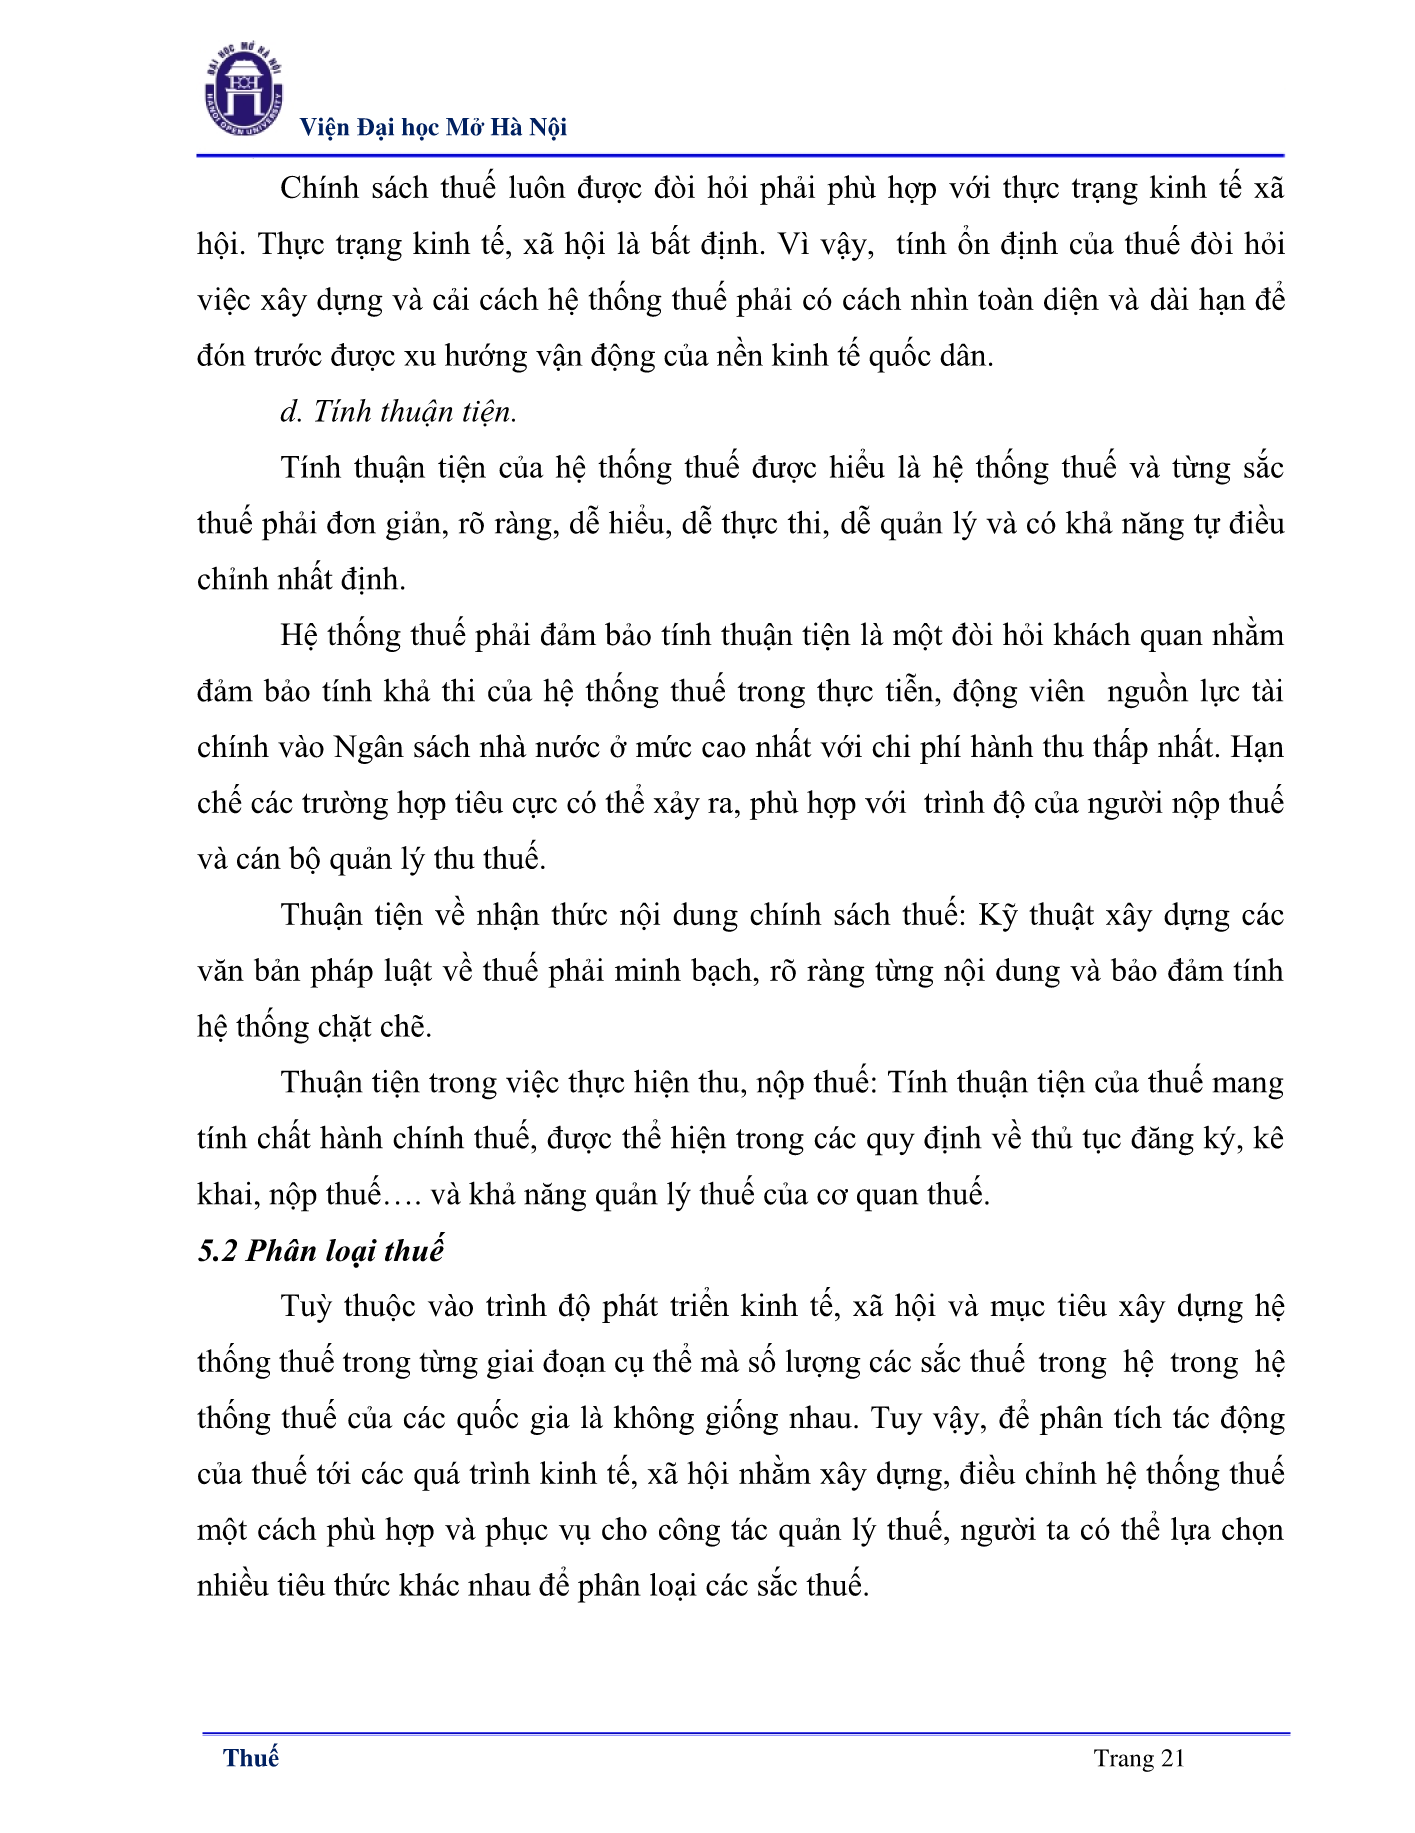 ĐẠI HỌC MỞ HÀ NỘI
HANOI OPEN UNIVERSITY
Viện Đại học Mở Hà Nội
Chính sách thuế luôn được đòi hỏi phải phù hợp với thực trạng kinh tế xã
hội. Thực trạng kinh tế, xã hội là bất định. Vì vậy,  tính ổn định của thuế đòi hỏi
việc xây dựng và cải cách hệ thống thuế phải có cách nhìn toàn diện và dài hạn để
đón trước được xu hướng vận động của nền kinh tế quốc dân.
d. Tính thuận tiện.
Tính thuận tiện của hệ thống thuế được hiểu là hệ thống thuế và từng sắc
thuế phải đơn giản, rõ ràng, dễ hiểu, dễ thực thi, dễ quản lý và có khả năng tự điều
chỉnh nhất định.
Hệ thống thuế phải đảm bảo tính thuận tiện là một đòi hỏi khách quan nhằm
đảm bảo tính khả thi của hệ thống thuế trong thực tiễn, động viên  nguồn lực tài
chính vào Ngân sách nhà nước ở mức cao nhất với chi phí hành thu thấp nhất. Hạn
chế các trường hợp tiêu cực có thể xảy ra, phù hợp với  trình độ của người nộp thuế
và cán bộ quản lý thu thuế.
Thuận tiện về nhận thức nội dung chính sách thuế: Kỹ thuật xây dựng các
văn bản pháp luật về thuế phải minh bạch, rõ ràng từng nội dung và bảo đảm tính
hệ thống chặt chẽ.
Thuận tiện trong việc thực hiện thu, nộp thuế: Tính thuận tiện của thuế mang
tính chất hành chính thuế, được thể hiện trong các quy định về thủ tục đăng ký, kê
khai, nộp thuế…. và khả năng quản lý thuế của cơ quan thuế.
5.2 Phân loại thuế
Tuỳ thuộc vào trình độ phát triển kinh tế, xã hội và mục tiêu xây dựng hệ
thống thuế trong từng giai đoạn cụ thể mà số lượng các sắc thuế  trong  hệ  trong  hệ
thống thuế của các quốc gia là không giống nhau. Tuy vậy, để phân tích tác động
của thuế tới các quá trình kinh tế, xã hội nhằm xây dựng, điều chỉnh hệ thống thuế
một cách phù hợp và phục vụ cho công tác quản lý thuế, người ta có thể lựa chọn
nhiều tiêu thức khác nhau để phân loại các sắc thuế.
Thuế
Trang 21